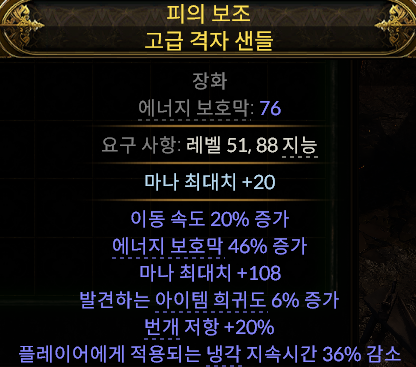 피의 보조
고급 격자 샌들
장화
에너지 보호막: 76
요구 사항: 레벨 51, 88 지능
마나 최대치 +20
이동 속도 20% 증가
에너지 보호막 46% 증가
마나 최대치 +108
발견하는 아이템 희귀도 6% 증가
번개 저항 +20%
플레이어에게 적용되는 냉각 지속시간 36% 감소